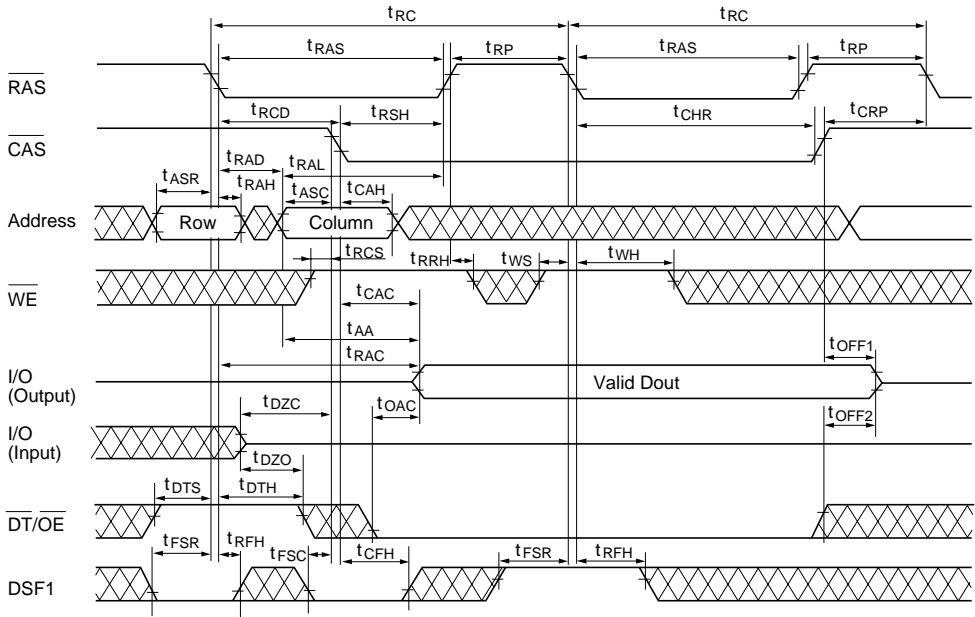 tRC tRC
tRAS tRP tRAS tRP
RAS
tRCD tRSH tCHR tCRP
CAS
tRAD tRAL
tASR tRAH tASC tCAH
Address Row Column
tRCS tRRH tWS tWH
WE
tCAC
tAA
tRAC tOFF1
I/O
(Output) Valid Dout
tDZC tOAC tOFF2
I/O
(Input)
tDZO
tDTS tDTH
DT/OE
tFSR tRFH tFSC tCFH tFSR tRFH
DSF1